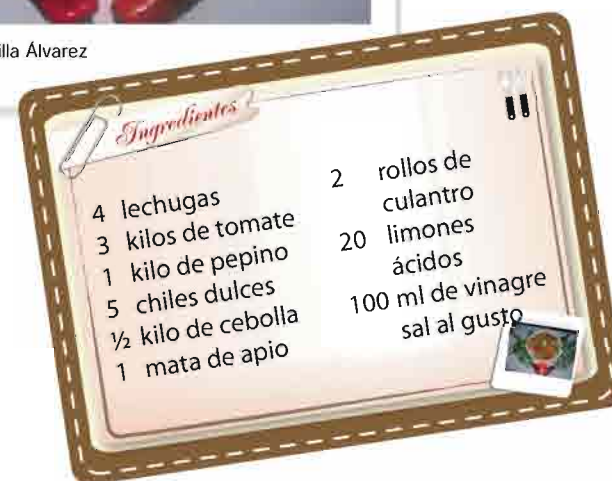 illa Álvarez
Ingredientes
4 lechugas
3 kilos de tomate
1 kilo de pepino
5 chiles dulces
½ kilo de cebolla
1 mata de apio
2 rollos de
culantro
20 limones
ácidos
100 ml de vinagre
sal al gusto